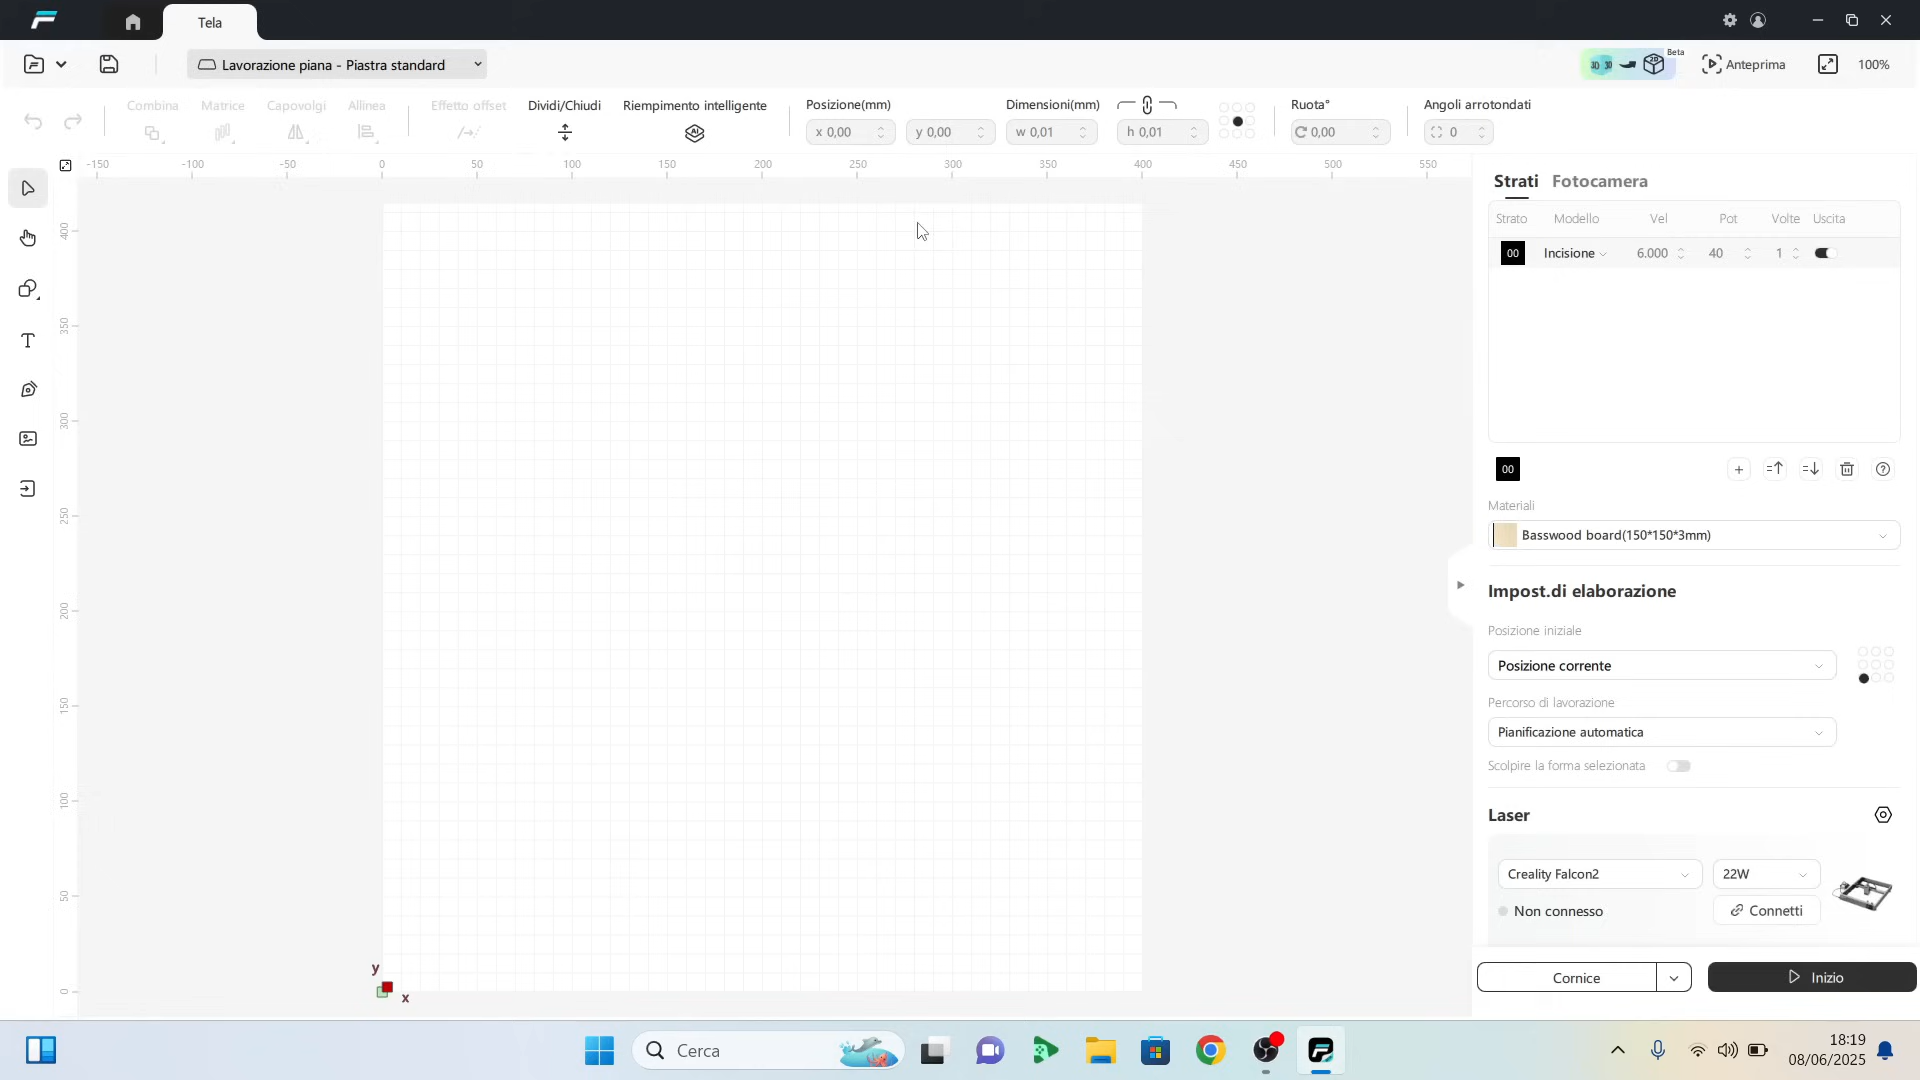 Tela
Lavorazione piana - Piastra standard
Beta
Anteprima
100%
Combina
Matrice
Capovolgi
Allinea
Effetto offset
Dividi/Chiudi
Riempimento intelligente
Posizione(mm)
Dimensioni(mm)
Ruota°
Angoli arrotondati
AI
x 0,00
y 0,00
w 0,01
h 0,01
0,00
0
-150 -100 -50 0 50 100 150 200 250 300 350 400 450 500 550
400
350
300
250
200
150
100
50
0
y
x
Strati Fotocamera
Strato Modello Vel Pot Volte Uscita
00 Incisione 6.000 40 1
00
Materiali
Basswood board(150*150*3mm)
Impost.di elaborazione
Posizione iniziale
Posizione corrente
Percorso di lavorazione
Pianificazione automatica
Scolpire la forma selezionata
Laser
Creality Falcon2
22W
Non connesso
Connetti
Cornice
Inizio
Cerca
18:19
08/06/2025